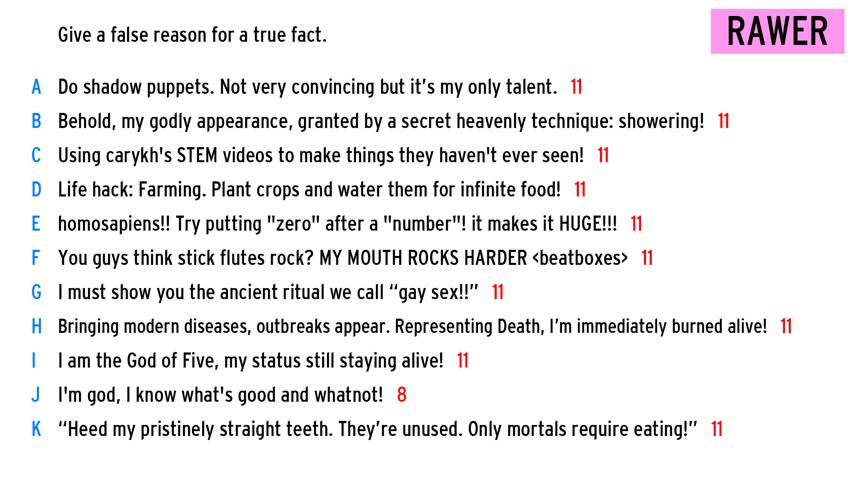 Give a false reason for a true fact.
RAWER
A Do shadow puppets. Not very convincing but it’s my only talent. 11
B Behold, my godly appearance, granted by a secret heavenly technique: showering! 11
C Using carykh's STEM videos to make things they haven't ever seen! 11
D Life hack: Farming. Plant crops and water them for infinite food! 11
E homosapiens!! Try putting "zero" after a "number"! it makes it HUGE!!! 11
F You guys think stick flutes rock? MY MOUTH ROCKS HARDER <beatboxes> 11
G I must show you the ancient ritual we call “gay sex!!” 11
H Bringing modern diseases, outbreaks appear. Representing Death, I’m immediately burned alive! 11
I I am the God of Five, my status still staying alive! 11
J I'm god, I know what's good and whatnot! 8
K “Heed my pristinely straight teeth. They’re unused. Only mortals require eating!” 11